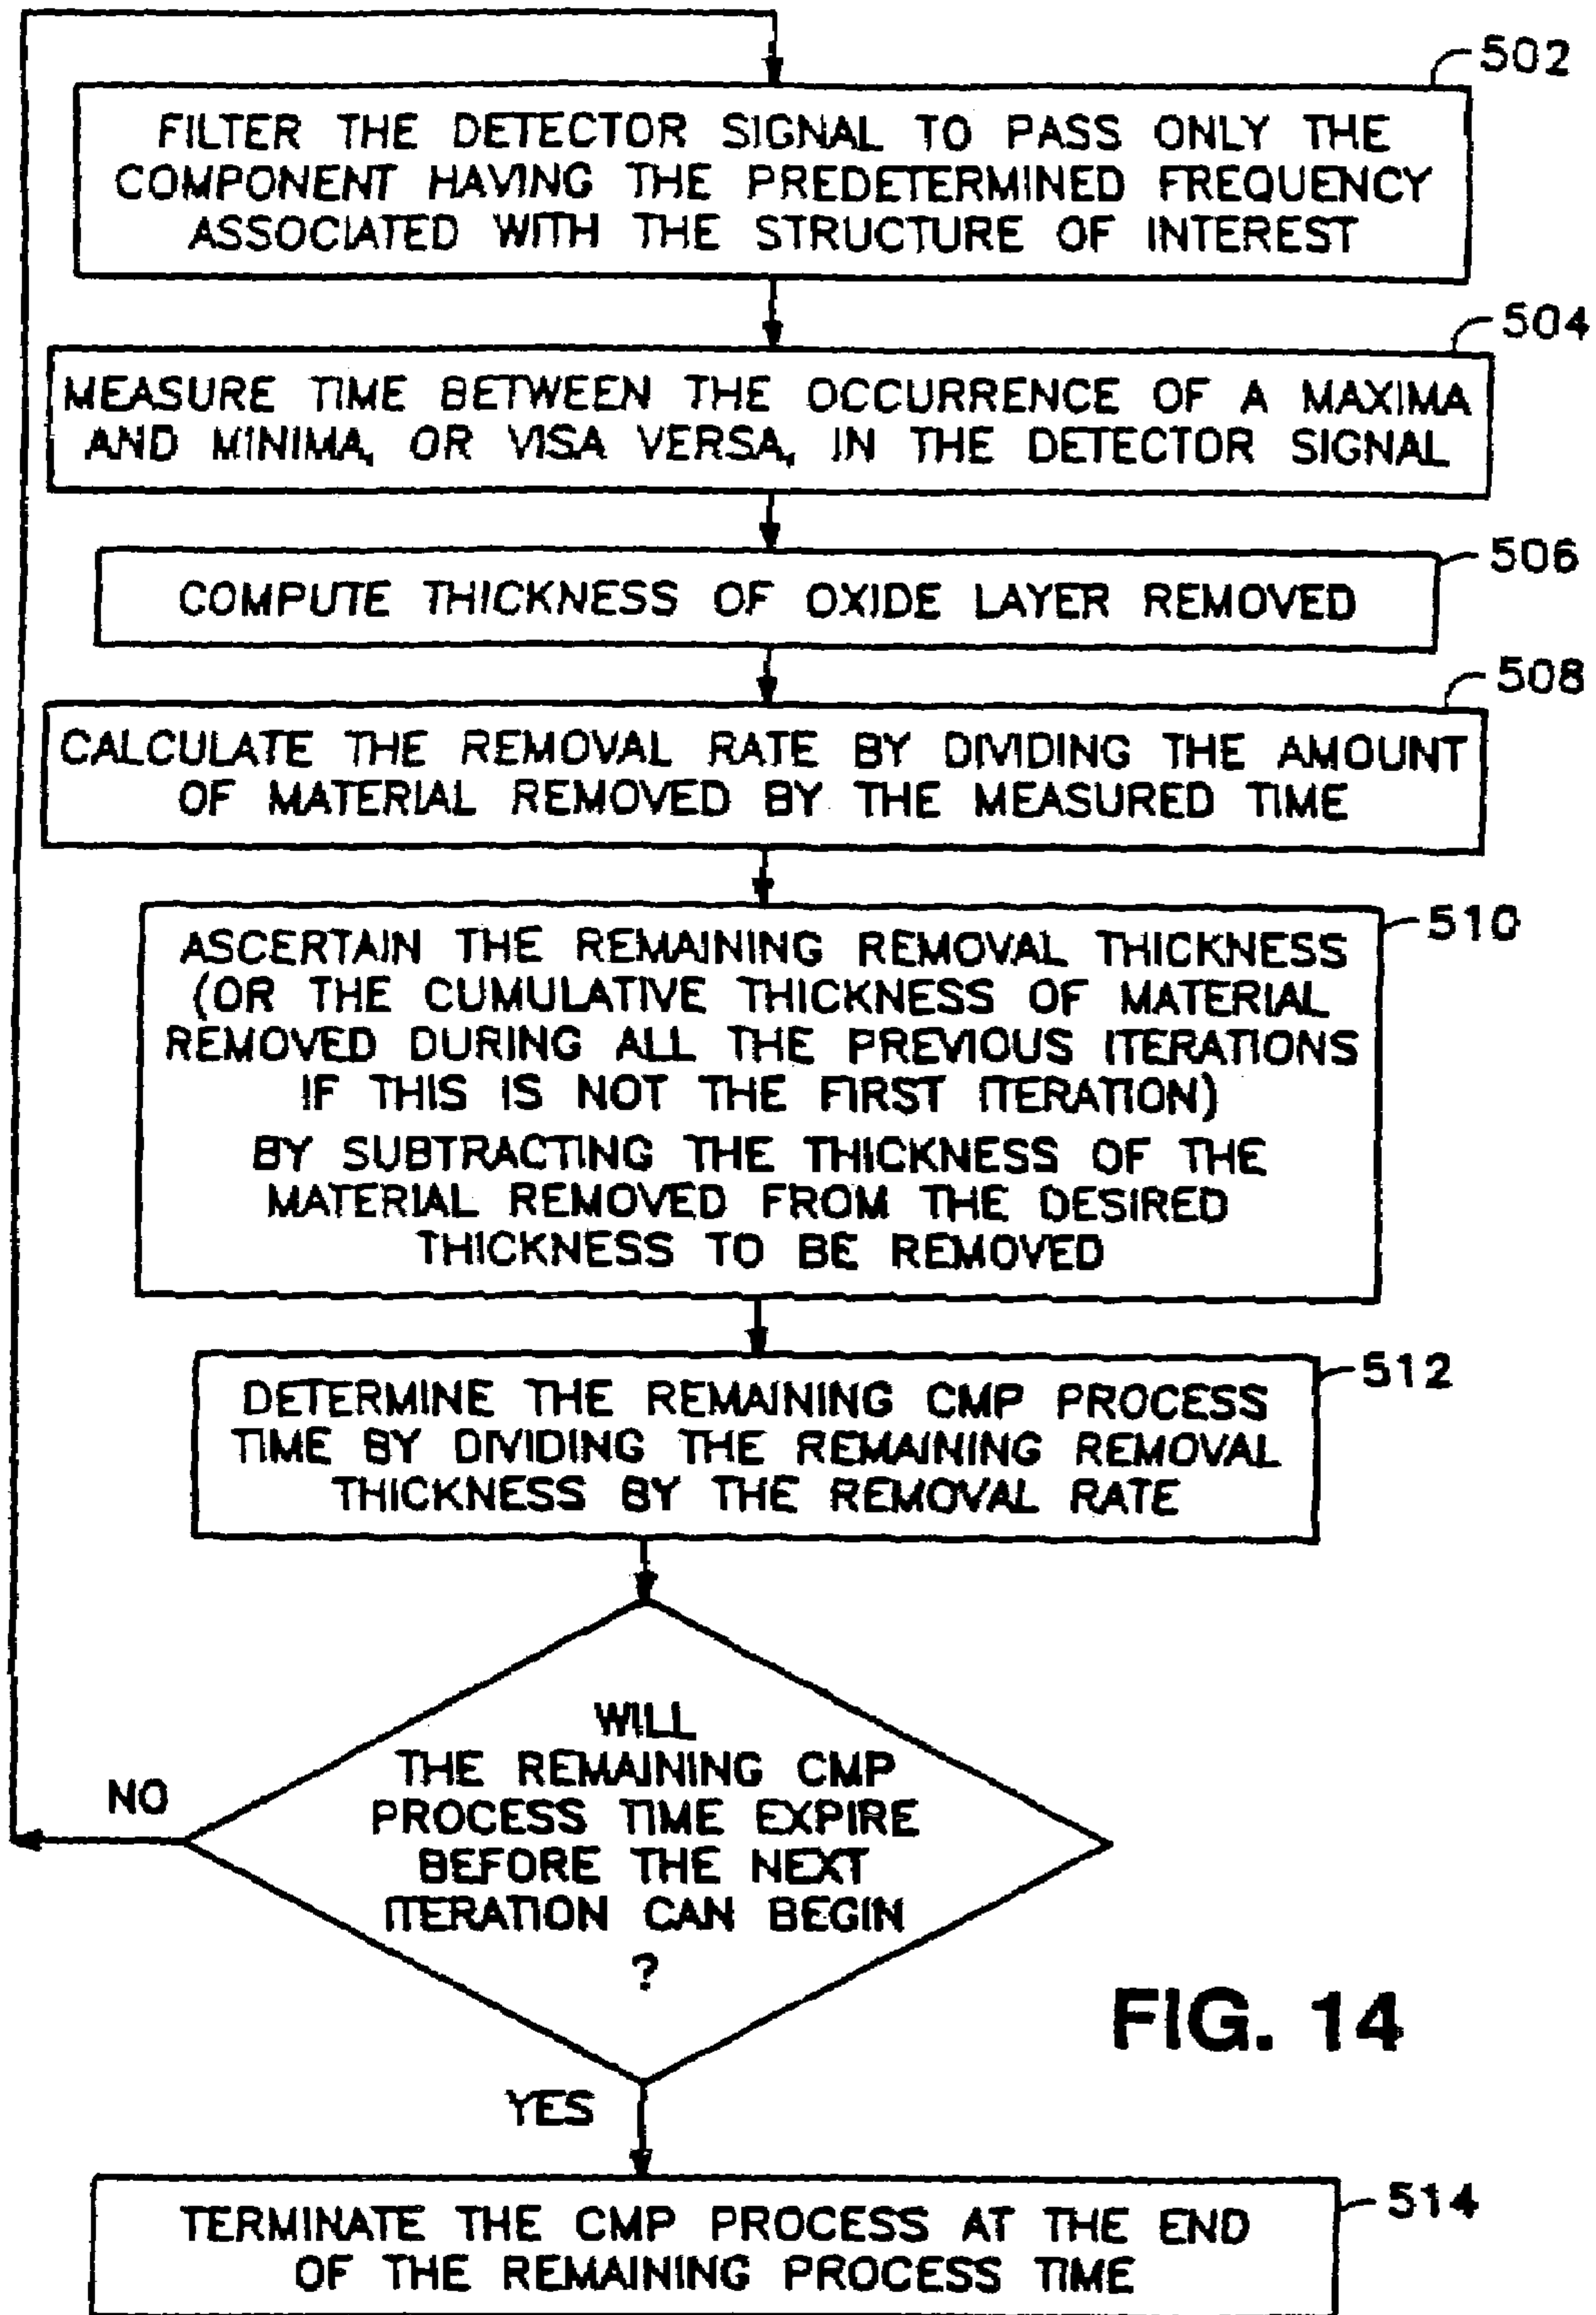 502
FILTER THE DETECTOR SIGNAL TO PASS ONLY THE
COMPONENT HAVING THE PREDETERMINED FREQUENCY
ASSOCIATED WITH THE STRUCTURE OF INTEREST
504
MEASURE TIME BETWEEN THE OCCURRENCE OF A MAXIMA
AND MINIMA, OR VISA VERSA, IN THE DETECTOR SIGNAL
506
COMPUTE THICKNESS OF OXIDE LAYER REMOVED
508
CALCULATE THE REMOVAL RATE BY DIVIDING THE AMOUNT
OF MATERIAL REMOVED BY THE MEASURED TIME
510
ASCERTAIN THE REMAINING REMOVAL THICKNESS
(OR THE CUMULATIVE THICKNESS OF MATERIAL
REMOVED DURING ALL THE PREVIOUS ITERATIONS
IF THIS IS NOT THE FIRST ITERATION)
BY SUBTRACTING THE THICKNESS OF THE
MATERIAL REMOVED FROM THE DESIRED
THICKNESS TO BE REMOVED
512
DETERMINE THE REMAINING CMP PROCESS
TIME BY DIVIDING THE REMAINING REMOVAL
THICKNESS BY THE REMOVAL RATE
WILL
THE REMAINING CMP
PROCESS TIME EXPIRE
BEFORE THE NEXT
ITERATION CAN BEGIN
?
NO
YES
FIG. 14
514
TERMINATE THE CMP PROCESS AT THE END
OF THE REMAINING PROCESS TIME